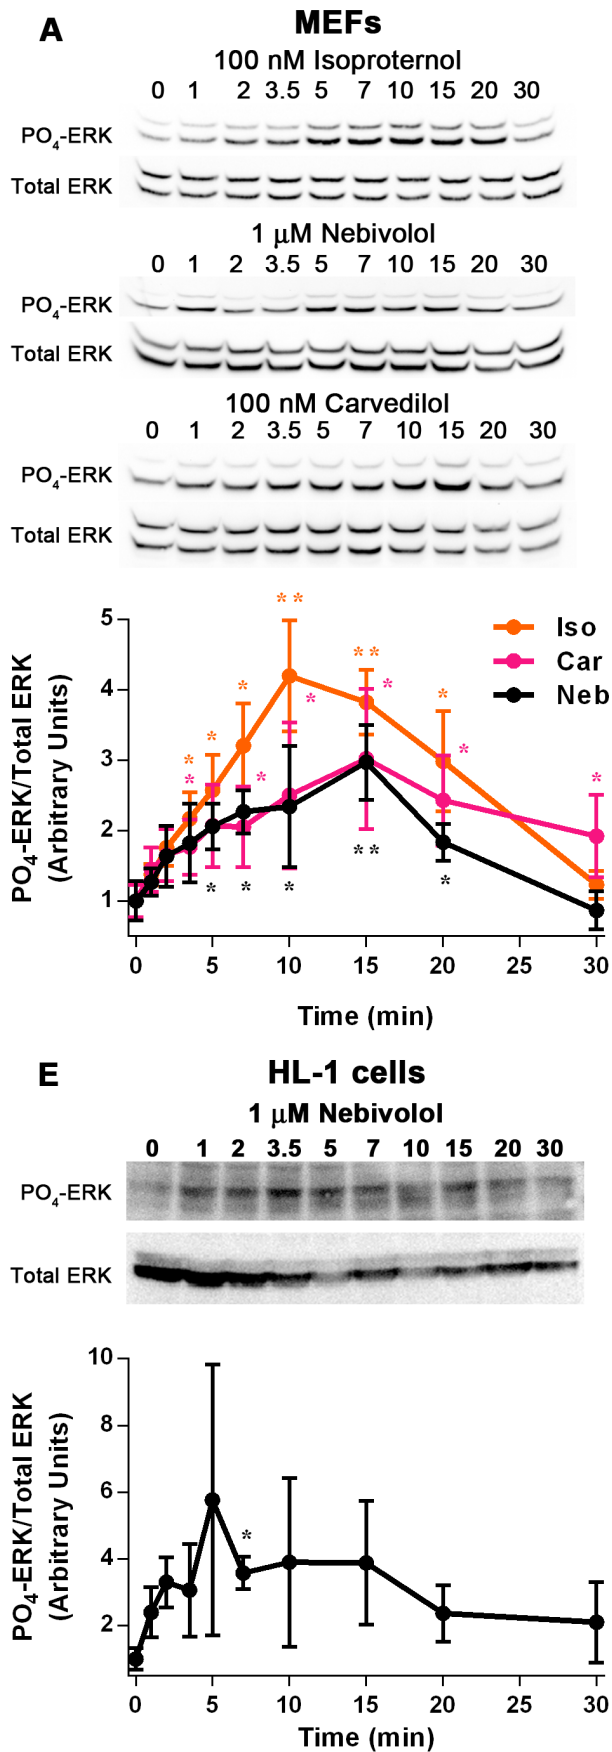 A
MEFs
100 nM Isoproternol
0 1 2 3.5 5 7 10 15 20 30
PO4-ERK
Total ERK
1 μM Nebivolol
0 1 2 3.5 5 7 10 15 20 30
PO4-ERK
Total ERK
100 nM Carvedilol
0 1 2 3.5 5 7 10 15 20 30
PO4-ERK
Total ERK
PO4-ERK/Total ERK
(Arbitrary Units)
5
4
3
2
1
* *
* *
*
*
*
*
*
*
*
*
*
*
*
*
*
* *
*
Iso
Car
Neb
0 5 10 15 20 25 30
Time (min)
E
HL-1 cells
1 μM Nebivolol
0 1 2 3.5 5 7 10 15 20 30
PO4-ERK
Total ERK
PO4-ERK/Total ERK
(Arbitrary Units)
10
8
6
4
2
*
0 5 10 15 20 25 30
Time (min)